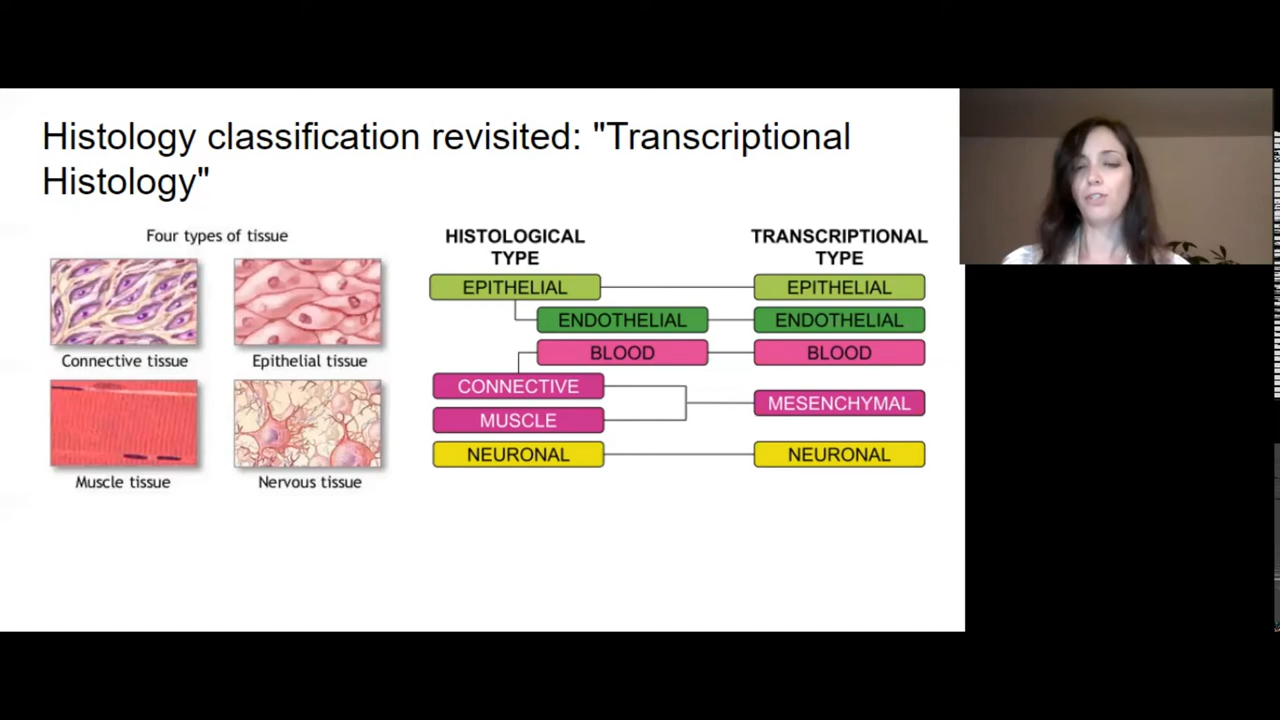 Histology classification revisited: "Transcriptional
Histology"
Four types of tissue
Connective tissue
Epithelial tissue
Muscle tissue
Nervous tissue
HISTOLOGICAL
TYPE
TRANSCRIPTIONAL
TYPE
EPITHELIAL
EPITHELIAL
ENDOTHELIAL
ENDOTHELIAL
BLOOD
BLOOD
CONNECTIVE
MESENCHYMAL
MUSCLE
NEURONAL
NEURONAL